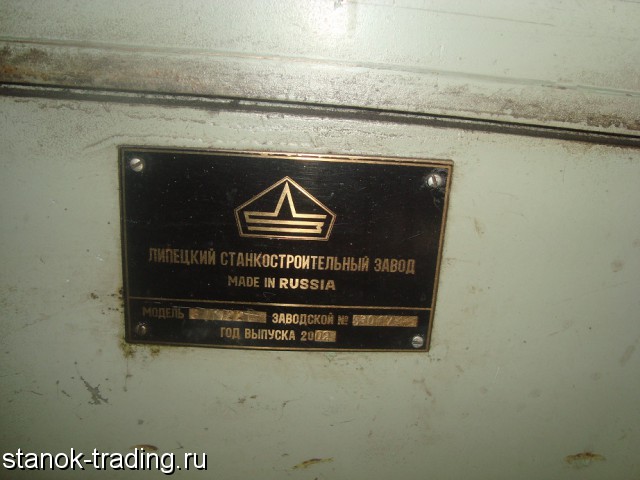 ЛИПЕЦКИЙ СТАНКОСТРОИТЕЛЬНЫЙ ЗАВОД
MADE IN RUSSIA
МОДЕЛЬ ЗАВОДСКОЙ №
ГОД ВЫПУСКА
stanok-trading.ru